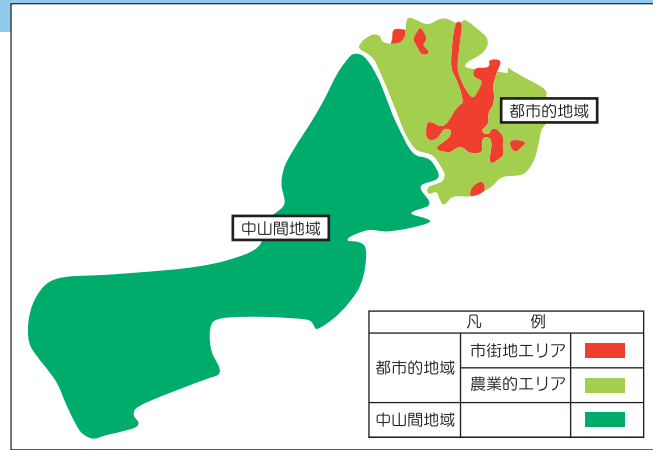 都市的地域
中山間地域
凡 例
都市的地域
市街地エリア
農業的エリア
中山間地域